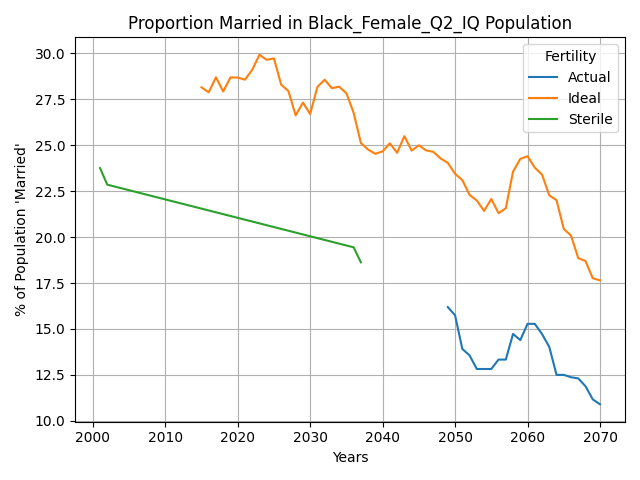 Proportion Married in Black_Female_Q2_IQ Population
% of Population 'Married'
30.0
27.5
25.0
22.5
20.0
17.5
15.0
12.5
10.0
Fertility
Actual
Ideal
Sterile
2000 2010 2020 2030 2040 2050 2060 2070
Years